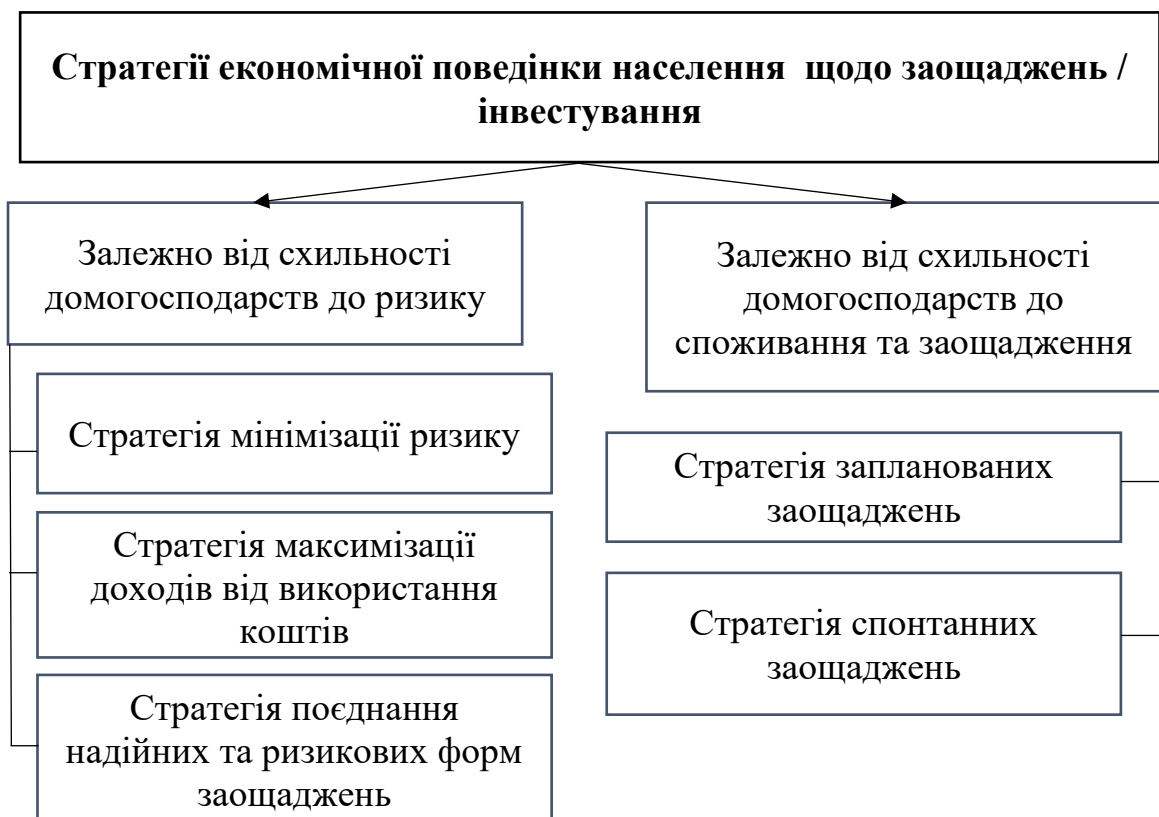 Стратегії економічної поведінки населення щодо заощаджень /
інвестування
Залежно від схильності
домогосподарств до ризику
Стратегія мінімізації ризику
Стратегія максимізації
доходів від використання
коштів
Стратегія поєднання
надійних та ризикових форм
заощаджень
Залежно від схильності
домогосподарств до
споживання та заощадження
Стратегія запланованих
заощаджень
Стратегія спонтанних
заощаджень